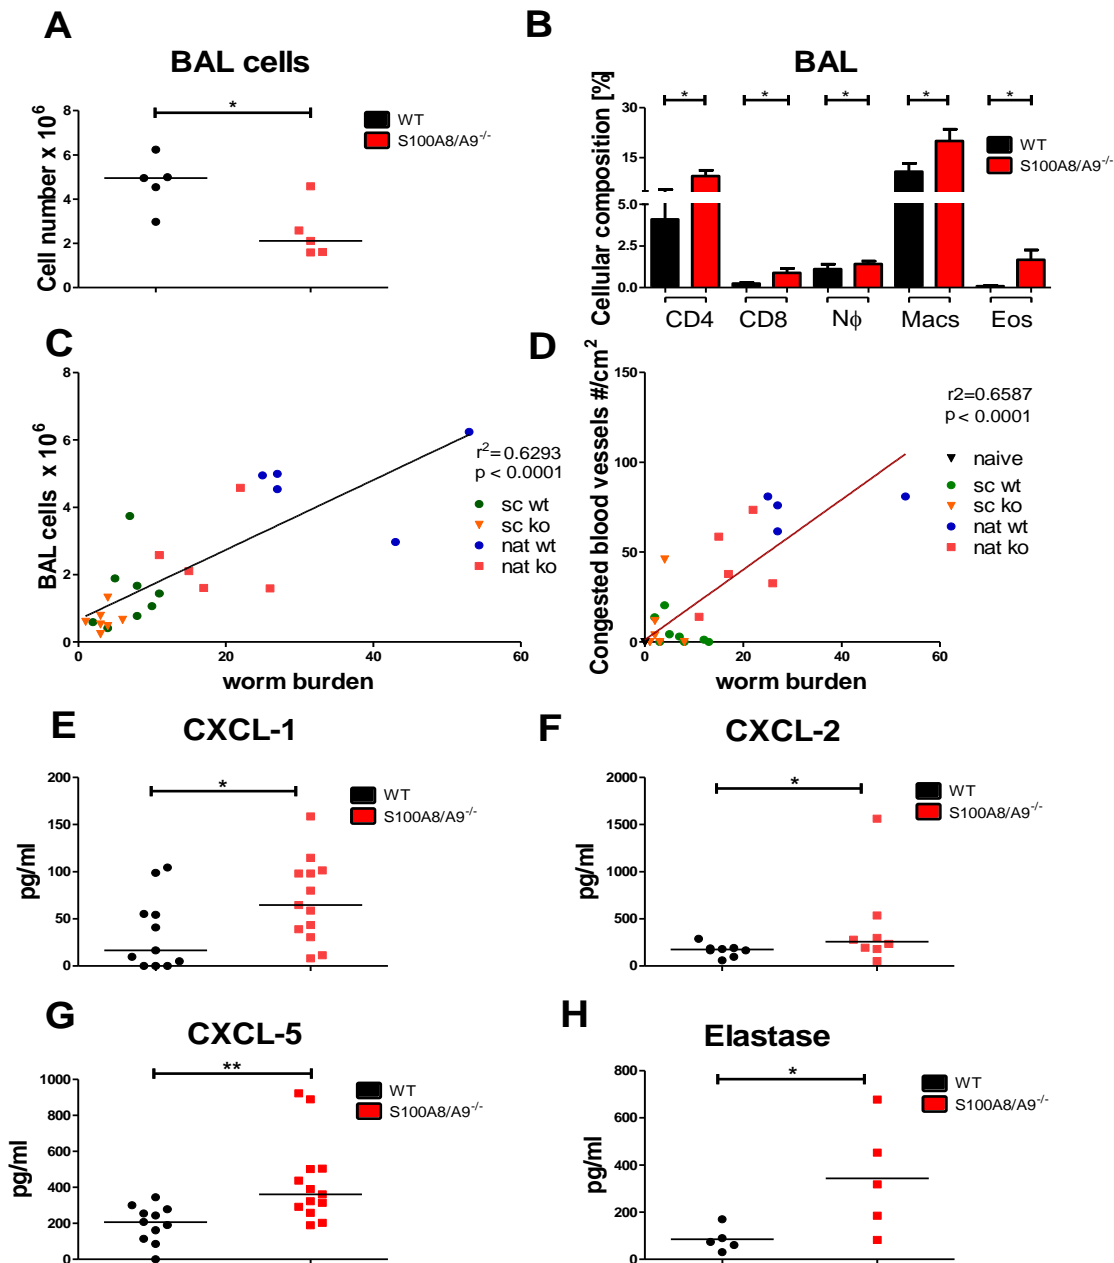 A
BAL cells
Cell number x 10⁶
8
6
4
2
0
*
WT
S100A8/A9-/-
B
BAL
Cellular composition [%]
30
15
5.0
2.5
0.0
* * * * *
WT
S100A8/A9-/-
CD4 CD8 Nϕ Macs Eos
C
BAL cells x 10⁶
8
6
4
2
0
0 20 40 60
worm burden
r²=0.6293
p < 0.0001
sc wt
sc ko
nat wt
nat ko
D
Congested blood vessels #/cm²
150
100
50
0
0 20 40 60
worm burden
r2=0.6587
p < 0.0001
naive
sc wt
sc ko
nat wt
nat ko
E
CXCL-1
pg/ml
200
150
100
50
0
*
WT
S100A8/A9-/-
F
CXCL-2
pg/ml
2000
1500
1000
500
0
*
WT
S100A8/A9-/-
G
CXCL-5
pg/ml
1000
800
600
400
200
0
**
WT
S100A8/A9-/-
H
Elastase
pg/ml
800
600
400
200
0
*
WT
S100A8/A9-/-